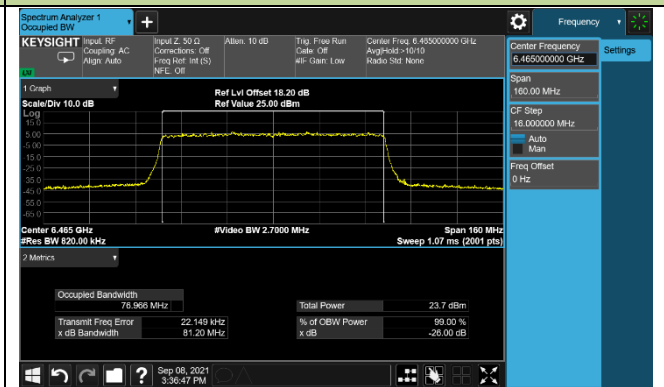 Spectrum Analyzer 1
Occupied BW
+
Frequency
KEYSIGHT
Input: RF
Coupling: AC
Align: Auto
Input Z: 50 Ω
Corrections: Off
Freq Ref: Int (S)
NFE: Off
Atten: 10 dB
Trig: Free Run
Gate: Off
#IF Gain: Low
Center Freq: 6.465000000 GHz
Avg|Hold:>10/10
Radio Std: None
LXI
Center Frequency
6.465000000 GHz
Settings
Span
160.00 MHz
CF Step
16.000000 MHz
Auto
Man
Freq Offset
0 Hz
1 Graph
Scale/Div 10.0 dB
Ref Lvl Offset 18.20 dB
Ref Value 25.00 dBm
Log
15.0
5.00
-5.00
-15.0
-25.0
-35.0
-45.0
-55.0
-65.0
Center 6.465 GHz
#Res BW 820.00 kHz
#Video BW 2.7000 MHz
Span 160 MHz
Sweep 1.07 ms (2001 pts)
2 Metrics
Occupied Bandwidth
76.966 MHz
Total Power 23.7 dBm
Transmit Freq Error 22.149 kHz
% of OBW Power 99.00 %
x dB Bandwidth 81.20 MHz
x dB -26.00 dB
?
Sep 08, 2021
3:36:47 PM